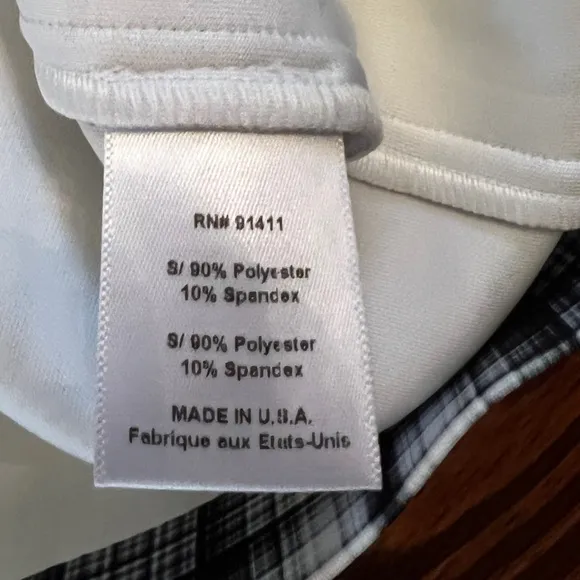 RN# 91411
S/ 90% Polyester
10% Spandex
S/ 90% Polyester
10% Spandex
MADE IN U.S.A.
Fabrique aux Etats-Unis